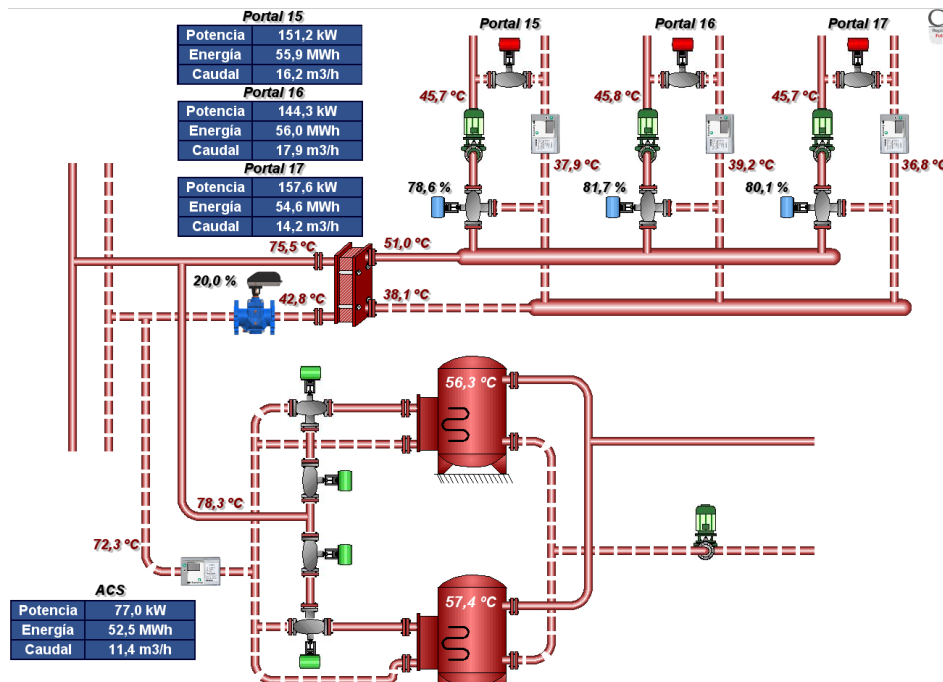 Portal 15
Potencia 151,2 kW
Energía 55,9 MWh
Caudal 16,2 m3/h
Portal 16
Potencia 144,3 kW
Energía 56,0 MWh
Caudal 17,9 m3/h
Portal 17
Potencia 157,6 kW
Energía 54,6 MWh
Caudal 14,2 m3/h
Portal 15 Portal 16 Portal 17
45,7 ºC 45,8 ºC 45,7 ºC
37,9 ºC 39,2 ºC 36,8 ºC
78,6 % 81,7 % 80,1 %
75,5 ºC 51,0 ºC
20,0 %
42,8 ºC 38,1 ºC
56,3 ºC
78,3 ºC
72,3 ºC
57,4 ºC
ACS
Potencia 77,0 kW
Energía 52,5 MWh
Caudal 11,4 m3/h